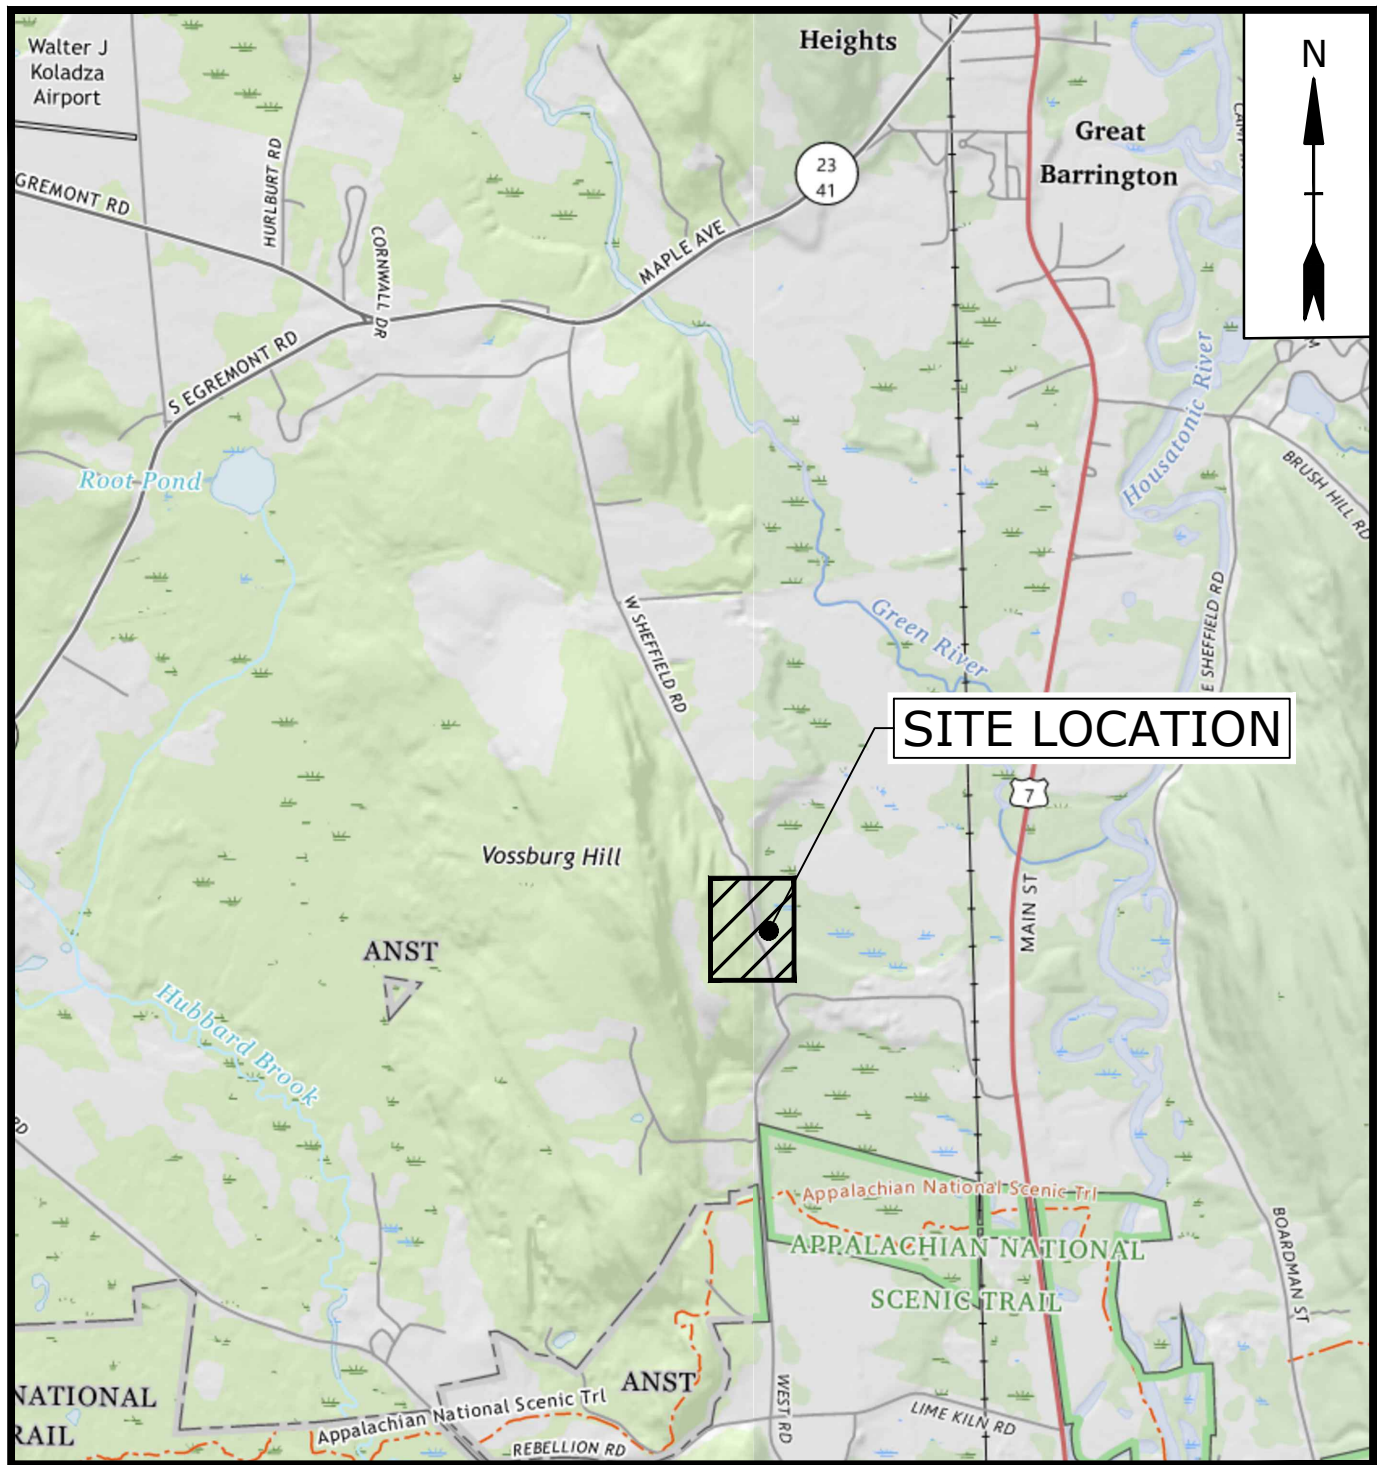 Walter J
Koladza
Airport
Heights
N
Great
Barrington
23
41
GREMONT RD
HURLBURT RD
CORNWALL DR
MAPLE AVE
S EGREMONT RD
Root Pond
Housatonic River
BRUSH HILL RD
W SHEFFIELD RD
Green River
E SHEFFIELD RD
SITE LOCATION
7
Vossburg Hill
MAIN ST
ANST
Hubbard Brook
RD
Appalachian National Scenic Trl
APPALACHIAN NATIONAL
SCENIC TRAIL
BOARDMAN ST
NATIONAL
RAIL
ANST
Appalachian National Scenic Trl
WEST RD
LIME KILN RD
REBELLION RD